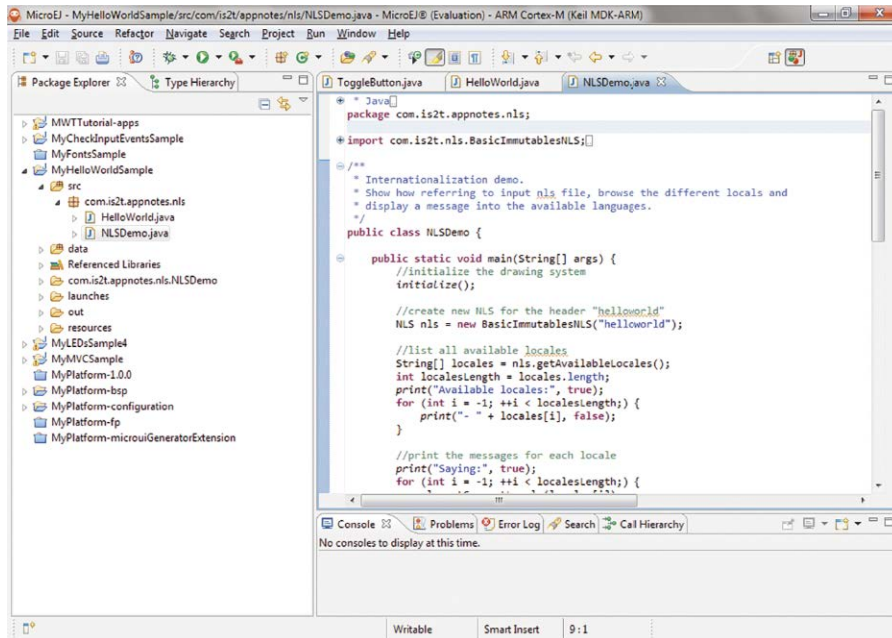 MicroEJ - MyHelloWorldSample/src/com/is2t/appnotes/nls/NLSDemo.java - MicroEJ® (Evaluation) - ARM Cortex-M (Keil MDK-ARM)
File Edit Source Refactor Navigate Search Project Run Window Help
Package Explorer
Type Hierarchy
MWTTutorial-apps
MyCheckInputEventsSample
MyFontsSample
MyHelloWorldSample
src
com.is2t.appnotes.nls
HelloWorld.java
NLSDemo.java
data
Referenced Libraries
com.is2t.appnotes.nls.NLSDemo
launches
out
resources
MyLEDsSample4
MyMVCSample
MyPlatform-1.0.0
MyPlatform-bsp
MyPlatform-configuration
MyPlatform-fp
MyPlatform-microuiGeneratorExtension
ToggleButton.java
HelloWorld.java
NLSDemo.java
* Java
package com.is2t.appnotes.nls;
import com.is2t.nls.BasicImmutablesNLS;
/**
* Internationalization demo.
* Show how referring to input nls file, browse the different locals and
* display a message into the available languages.
*/
public class NLSDemo {
public static void main(String[] args) {
//initialize the drawing system
initialize();
//create new NLS for the header "helloworld"
NLS nls = new BasicImmutablesNLS("helloworld");
//list all available locales
String[] locales = nls.getAvailableLocales();
int localesLength = locales.length;
print("Available locales:", true);
for (int i = -1; ++i < localesLength;) {
print("- " + locales[i], false);
}
//print the messages for each locale
print("Saying:", true);
for (int i = -1; ++i < localesLength;) {
Console
Problems
Error Log
Search
Call Hierarchy
No consoles to display at this time.
Writable
Smart Insert
9 : 1